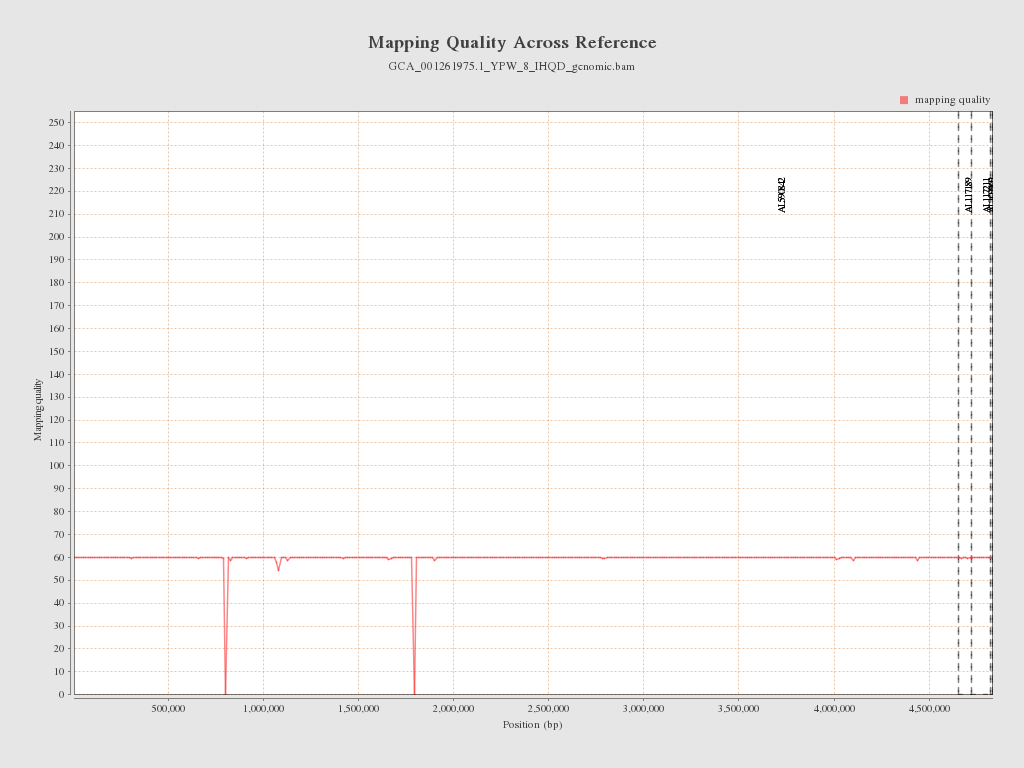 Mapping Quality Across Reference
GCA_001261975.1_YPW_8_IHQD_genomic.bam
mapping quality
250
240
230
220
210
200
190
180
170
160
150
140
130
120
110
100
90
80
70
60
50
40
30
20
10
0
Mapping quality
AL590842
AL117189
AL117211
500,000 1,000,000 1,500,000 2,000,000 2,500,000 3,000,000 3,500,000 4,000,000 4,500,000
Position (bp)